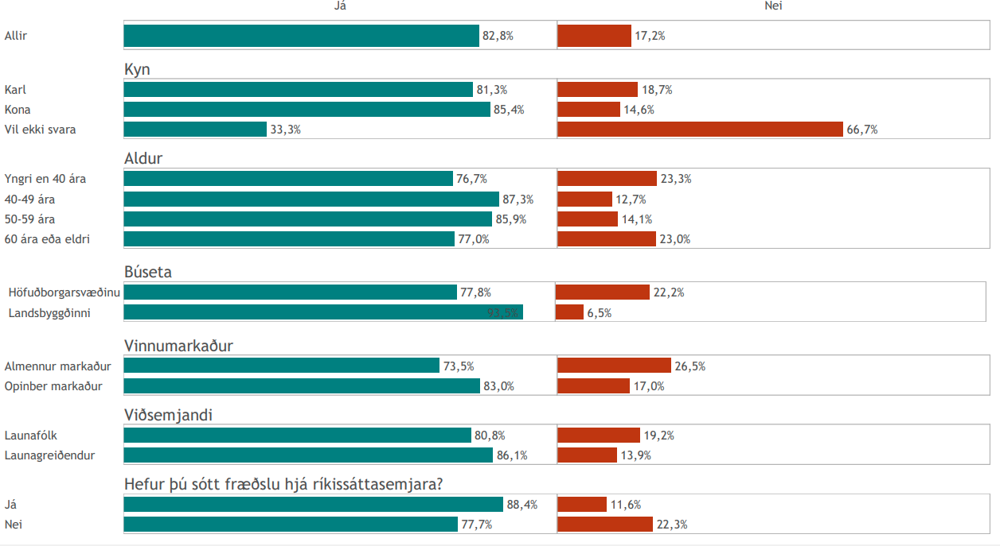 Já Nei
Allir 82,8% 17,2%
Kyn
Karl 81,3% 18,7%
Kona 85,4% 14,6%
Vil ekki svara 33,3% 66,7%
Aldur
Yngri en 40 ára 76,7% 23,3%
40-49 ára 87,3% 12,7%
50-59 ára 85,9% 14,1%
60 ára eða eldri 77,0% 23,0%
Búseta
Höfuðborgarsvæðinu 77,8% 22,2%
Landsbyggðinni 93,5% 6,5%
Vinnumarkaður
Almennur markaður 73,5% 26,5%
Opinber markaður 83,0% 17,0%
Viðsemjandi
Launafólk 80,8% 19,2%
Launagreiðendur 86,1% 13,9%
Hefur þú sótt fræðslu hjá ríkissáttasemjara?
Já 88,4% 11,6%
Nei 77,7% 22,3%